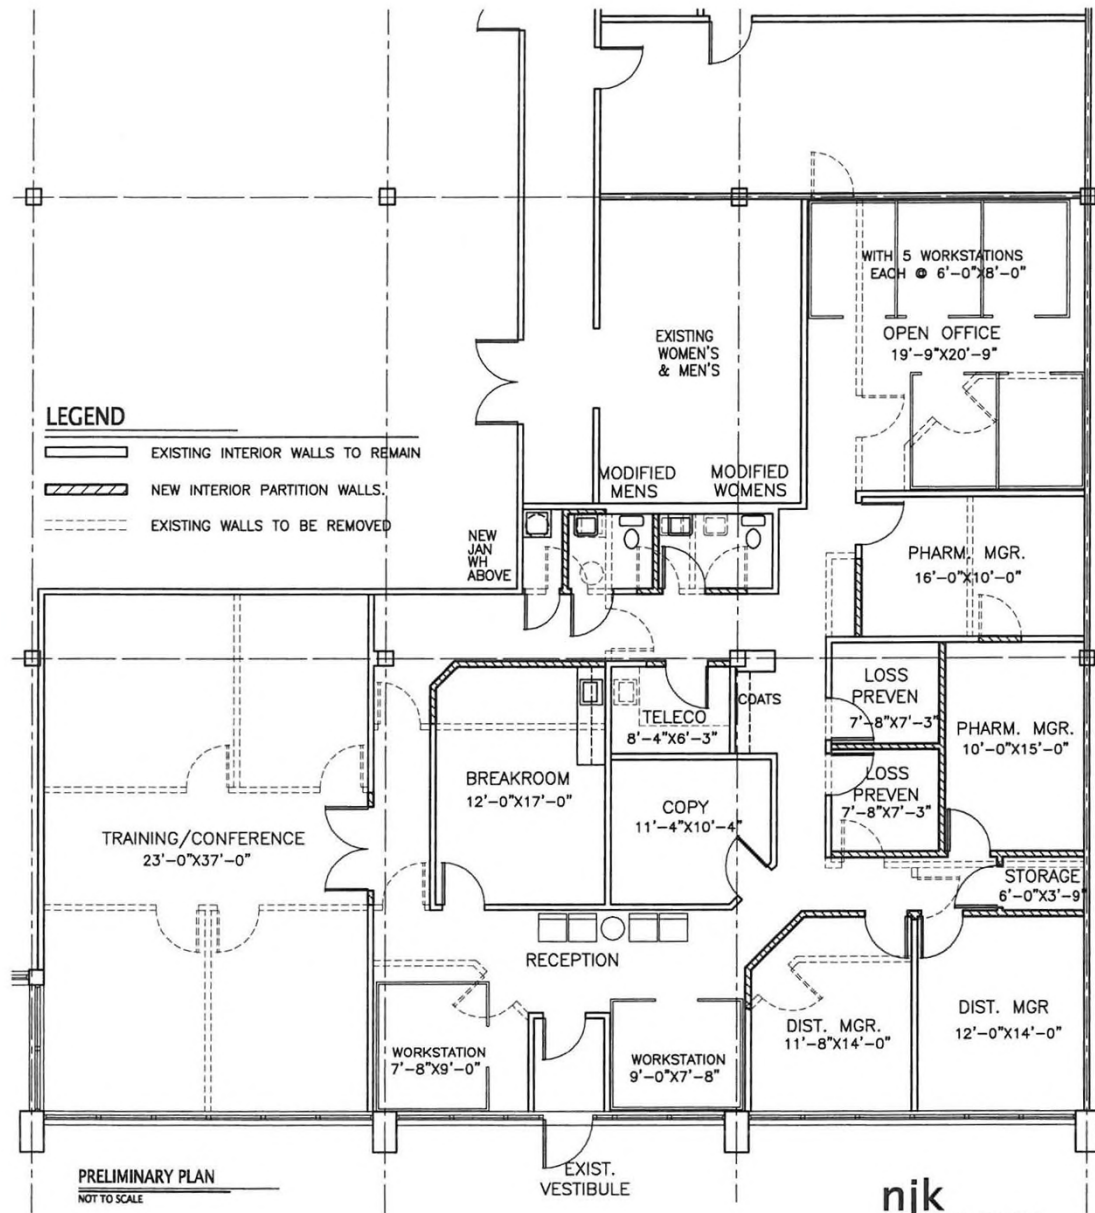 WITH 5 WORKSTATIONS
EACH @ 6'-0"X8'-0"
OPEN OFFICE
19'-9"X20'-9"
EXISTING
WOMEN'S
& MEN'S
LEGEND
EXISTING INTERIOR WALLS TO REMAIN
NEW INTERIOR PARTITION WALLS.
EXISTING WALLS TO BE REMOVED
MODIFIED
MENS
MODIFIED
WOMENS
NEW
JAN
WH
ABOVE
PHARM. MGR.
16'-0"X10'-0"
LOSS
PREVEN
7'-8"X7'-3"
COATS
TELECO
8'-4"X6'-3"
PHARM. MGR.
10'-0"X15'-0"
BREAKROOM
12'-0"X17'-0"
LOSS
PREVEN
7'-8"X7'-3"
COPY
11'-4"X10'-4"
TRAINING/CONFERENCE
23'-0"X37'-0"
STORAGE
6'-0"X3'-9"
RECEPTION
DIST. MGR.
11'-8"X14'-0"
DIST. MGR
12'-0"X14'-0"
WORKSTATION
7'-8"X9'-0"
WORKSTATION
9'-0"X7'-8"
EXIST.
VESTIBULE
PRELIMINARY PLAN
NOT TO SCALE
njk